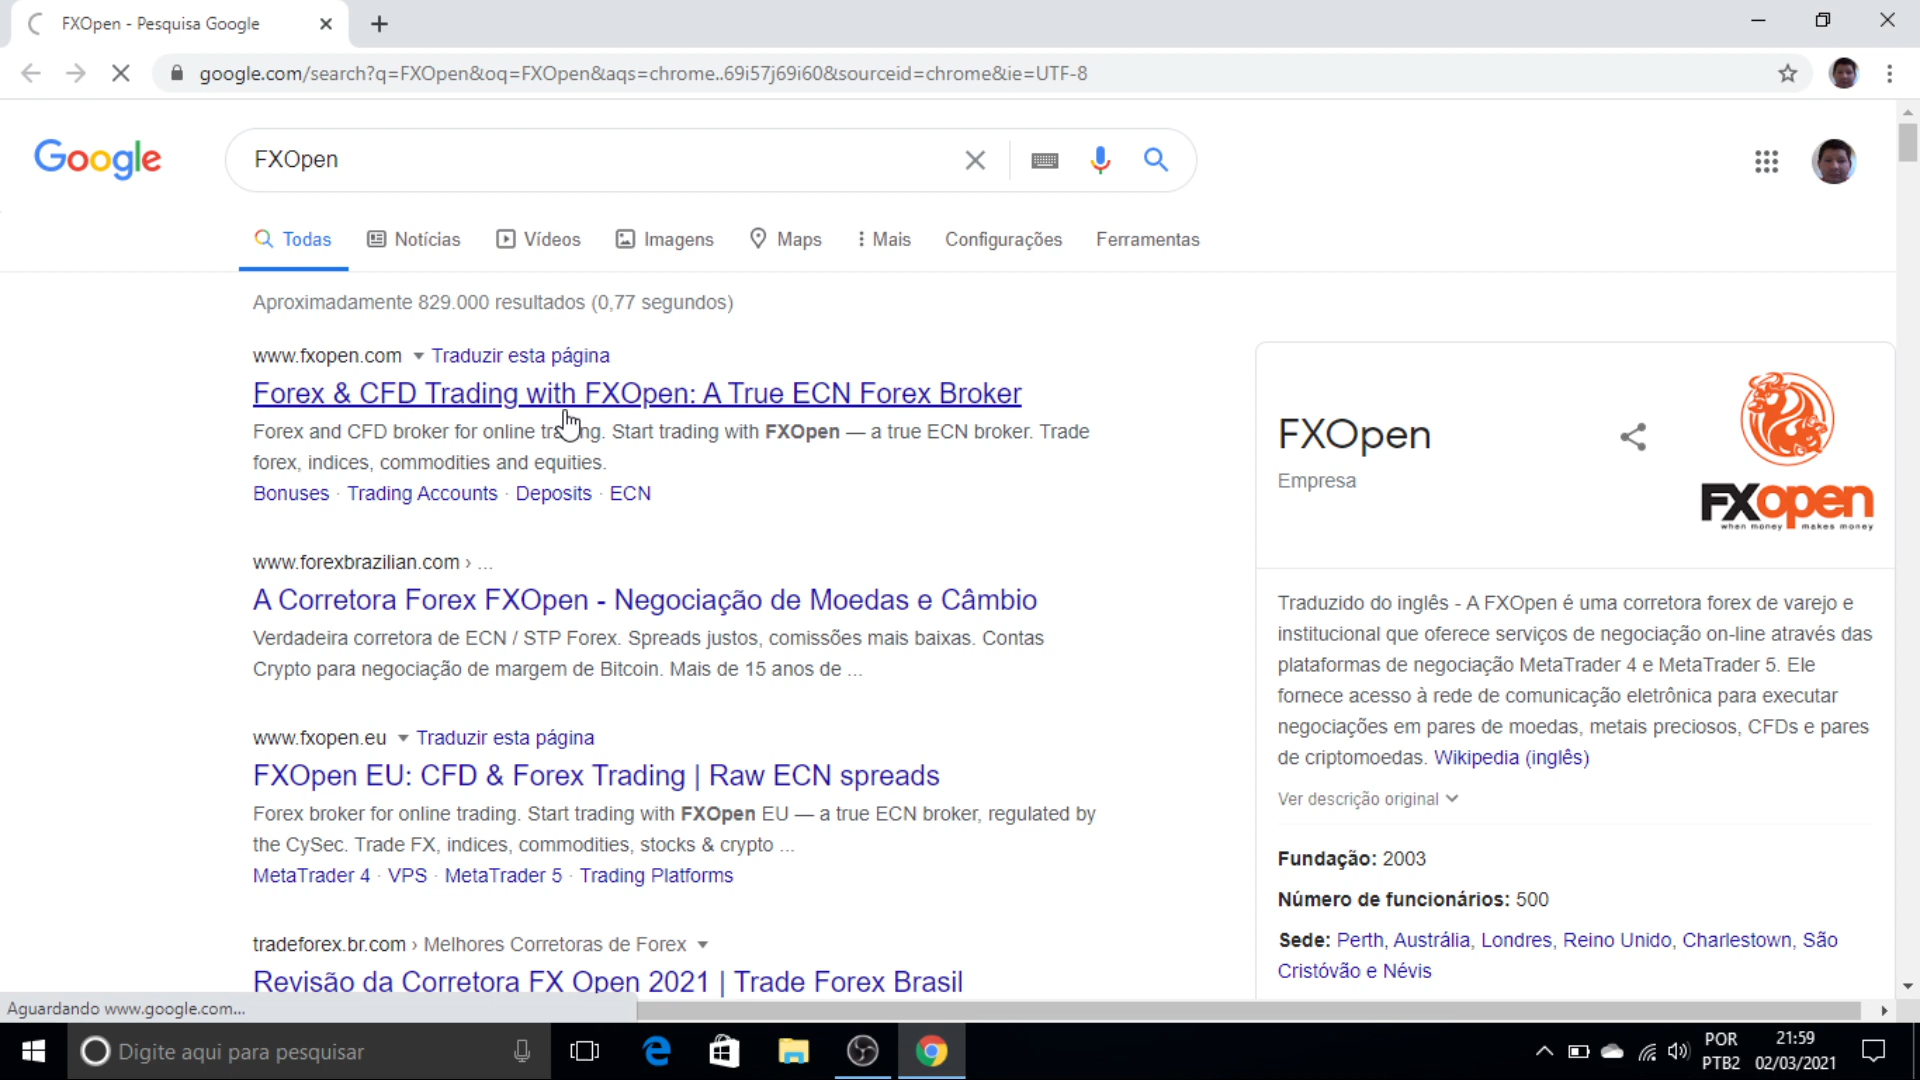 FXOpen - Pesquisa Google
google.com/search?q=FXOpen&oq=FXOpen&aqs=chrome..69i57j69i60&sourceid=chrome&ie=UTF-8
Google
FXOpen
Todas Notícias Vídeos Imagens Maps Mais Configurações Ferramentas
Aproximadamente 829.000 resultados (0,77 segundos)
www.fxopen.com Traduzir esta página
Forex & CFD Trading with FXOpen: A True ECN Forex Broker
Forex and CFD broker for online trading. Start trading with FXOpen — a true ECN broker. Trade
forex, indices, commodities and equities.
Bonuses · Trading Accounts · Deposits · ECN
www.forexbrazilian.com › ...
A Corretora Forex FXOpen - Negociação de Moedas e Câmbio
Verdadeira corretora de ECN / STP Forex. Spreads justos, comissões mais baixas. Contas
Crypto para negociação de margem de Bitcoin. Mais de 15 anos de ...
www.fxopen.eu Traduzir esta página
FXOpen EU: CFD & Forex Trading | Raw ECN spreads
Forex broker for online trading. Start trading with FXOpen EU — a true ECN broker, regulated by
the CySec. Trade FX, indices, commodities, stocks & crypto ...
MetaTrader 4 · VPS · MetaTrader 5 · Trading Platforms
tradeforex.br.com › Melhores Corretoras de Forex
Revisão da Corretora FX Open 2021 | Trade Forex Brasil
FXOpen
Empresa
FXopen
when money makes money
Traduzido do inglês - A FXOpen é uma corretora forex de varejo e
institucional que oferece serviços de negociação on-line através das
plataformas de negociação MetaTrader 4 e MetaTrader 5. Ele
fornece acesso à rede de comunicação eletrônica para executar
negociações em pares de moedas, metais preciosos, CFDs e pares
de criptomoedas. Wikipedia (inglês)
Ver descrição original
Fundação: 2003
Número de funcionários: 500
Sede: Perth, Austrália, Londres, Reino Unido, Charlestown, São
Cristóvão e Névis
Aguardando www.google.com...
Digite aqui para pesquisar
POR
PTB2
21:59
02/03/2021